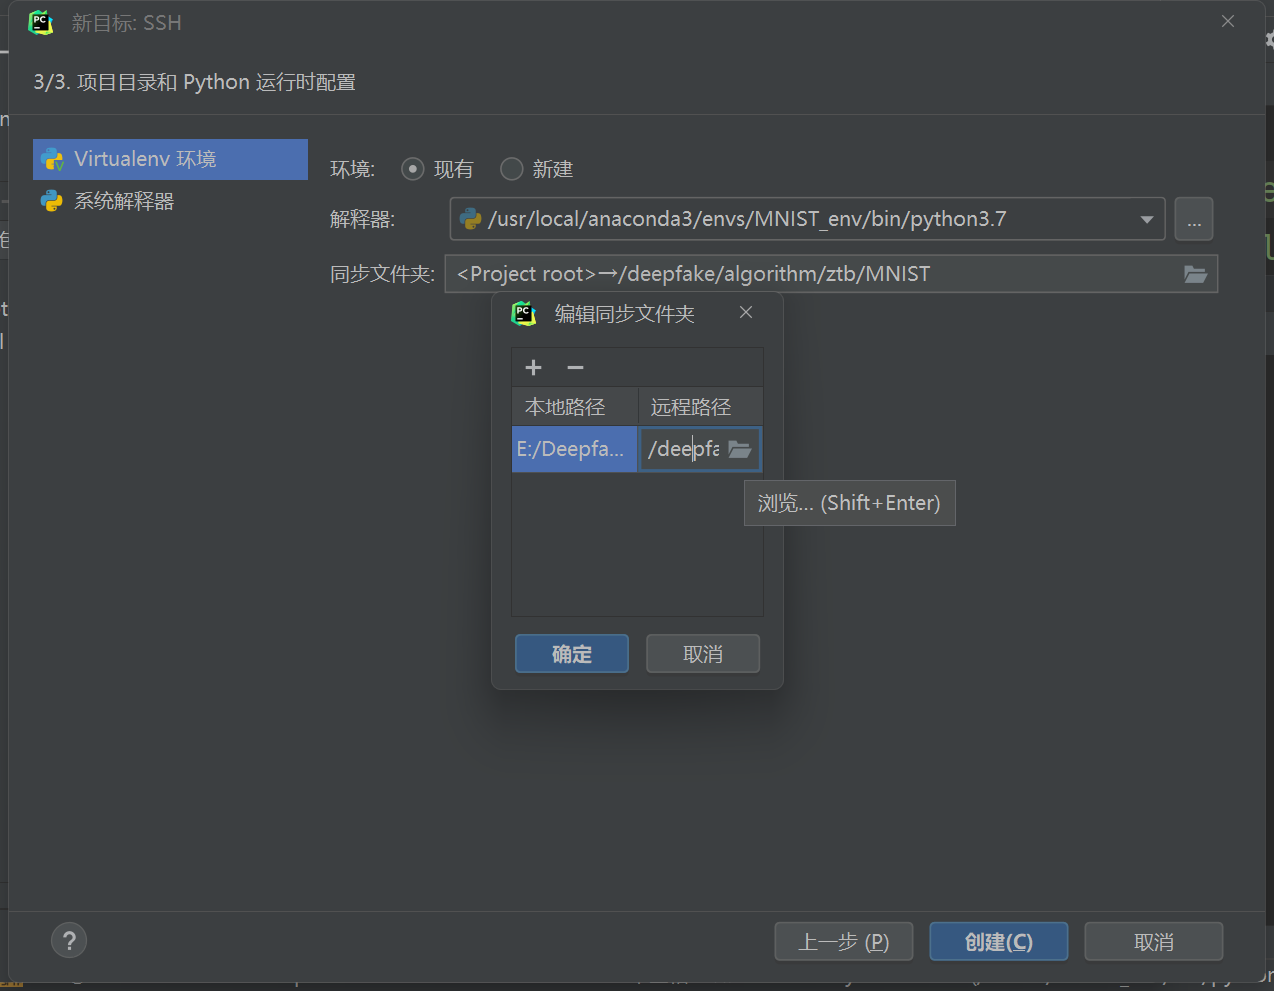 新目标: SSH
3/3. 项目目录和 Python 运行时配置
Virtualenv 环境
系统解释器
环境: 现有 新建
解释器: /usr/local/anaconda3/envs/MNIST_env/bin/python3.7 ...
同步文件夹: <Project root>→/deepfake/algorithm/ztb/MNIST
编辑同步文件夹
+ −
本地路径 远程路径
E:/Deepfa... /deepfa
浏览... (Shift+Enter)
确定 取消
? 上一步 (P) 创建(C) 取消